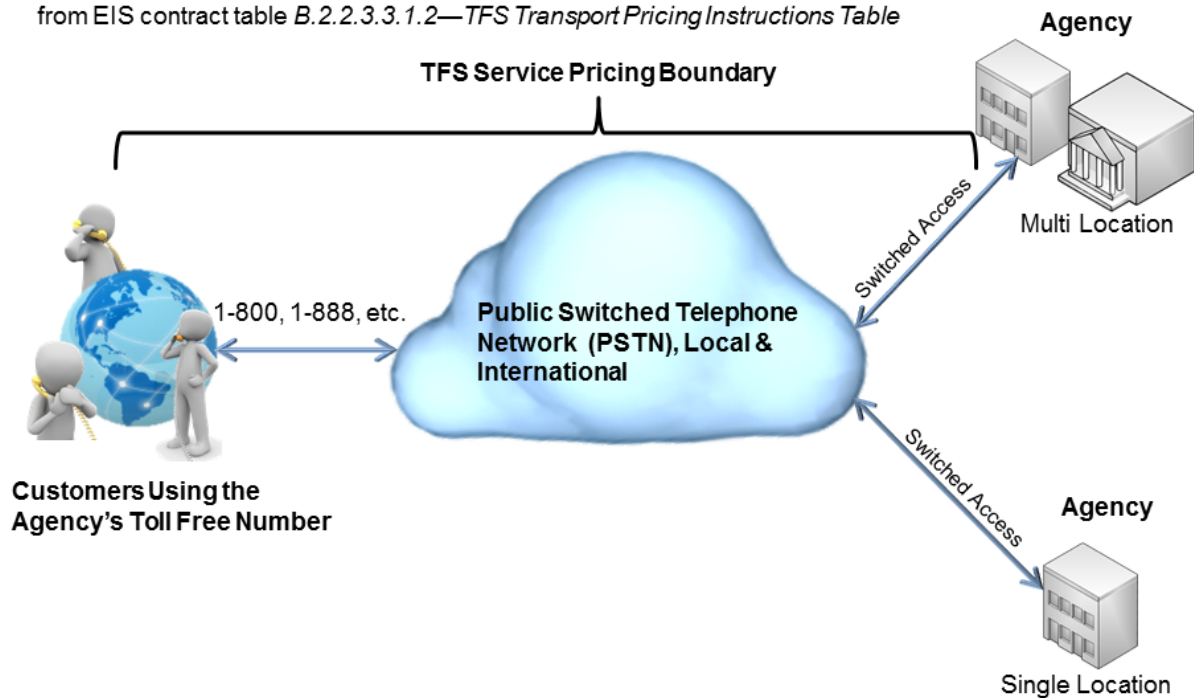 from EIS contract table B.2.2.3.3.1.2—TFS Transport Pricing Instructions Table
Agency
TFS Service Pricing Boundary
Switched Access
Multi Location
1-800, 1-888, etc.
Public Switched Telephone
Network (PSTN), Local &
International
Switched Access
Customers Using the
Agency's Toll Free Number
Agency
Single Location